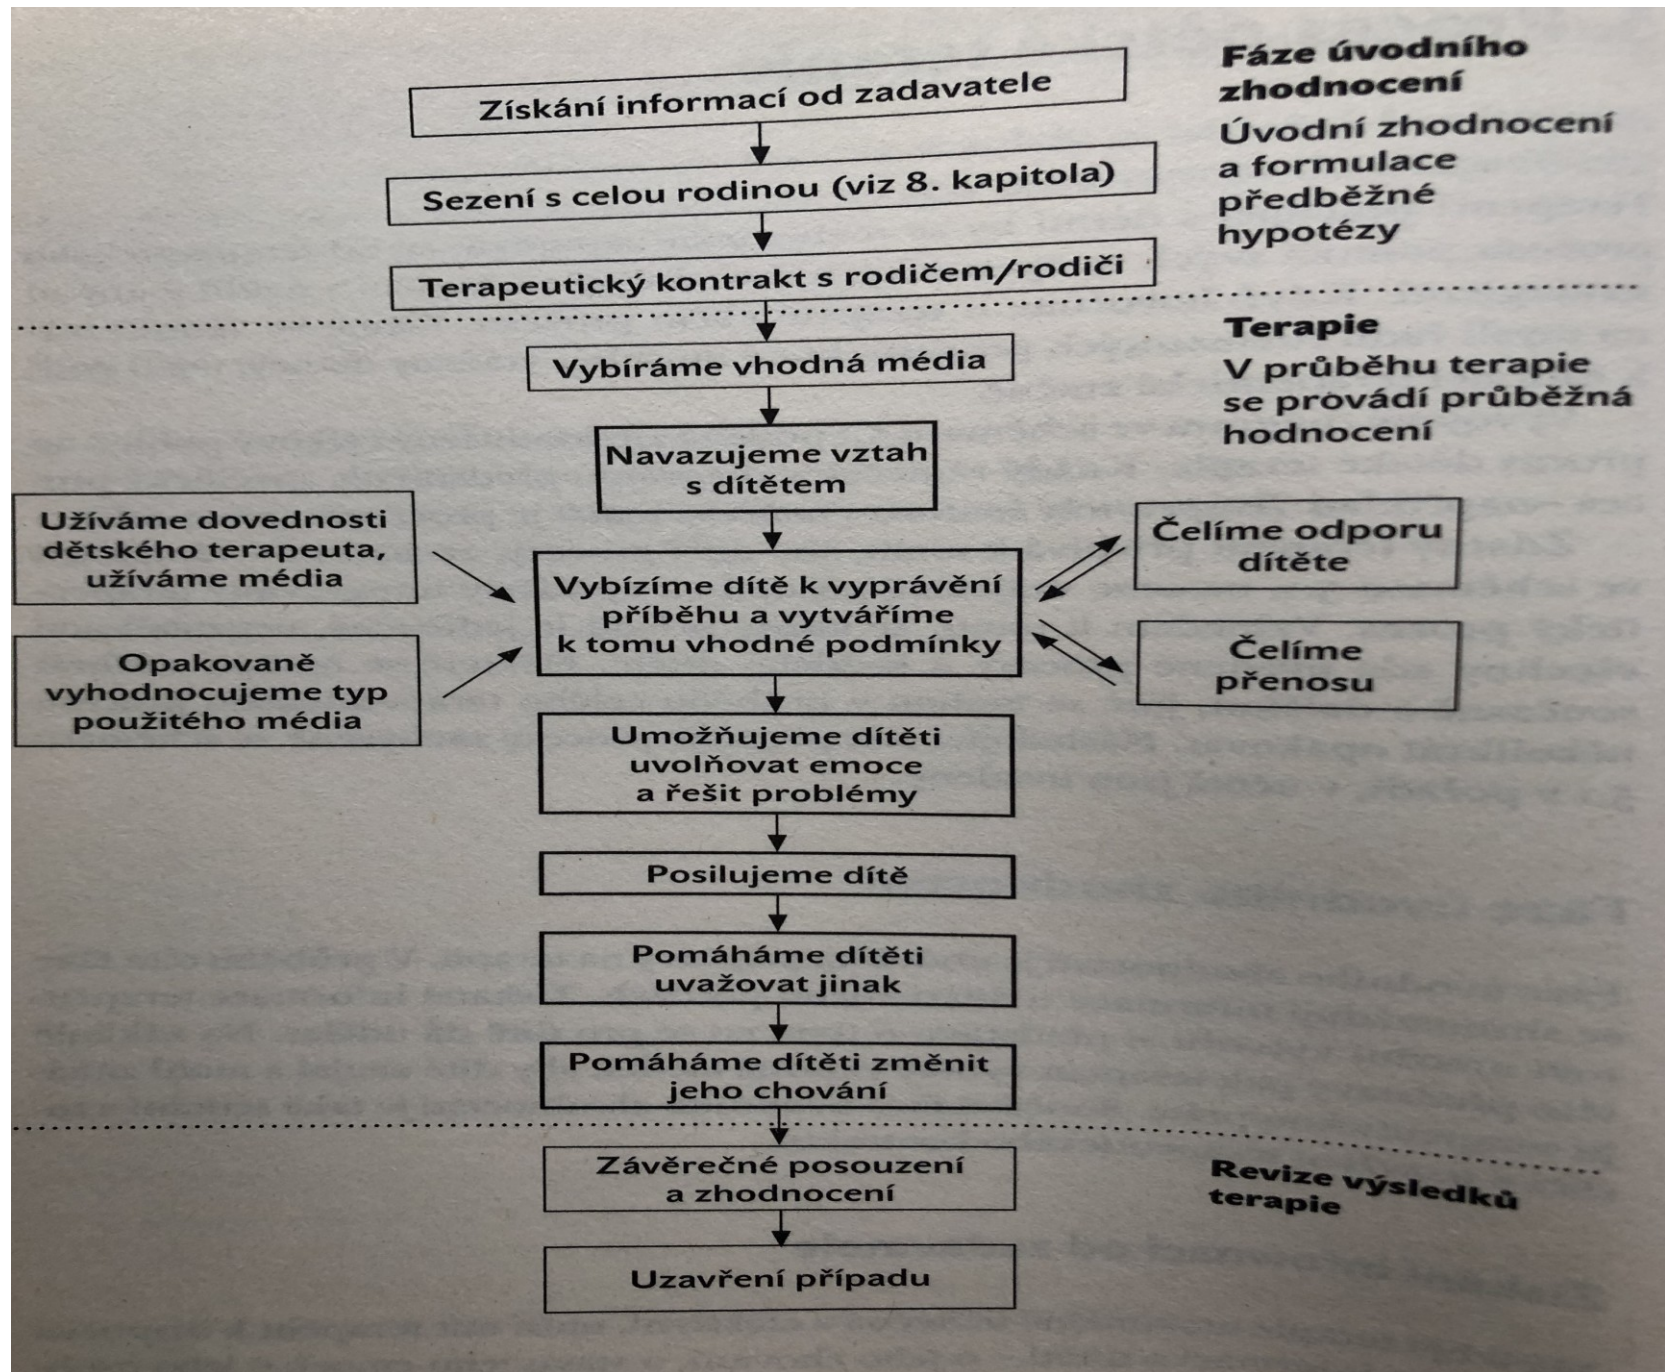 Získání informací od zadavatele
Sezení s celou rodinou (viz 8. kapitola)
Terapeutický kontrakt s rodičem/rodiči
Fáze úvodního
zhodnocení
Úvodní zhodnocení
a formulace
předběžné
hypotézy
Vybíráme vhodná média
Terapie
V průběhu terapie
se provádí průběžná
hodnocení
Navazujeme vztah
s dítětem
Užíváme dovednosti
dětského terapeuta,
užíváme média
Opakovaně
vyhodnocujeme typ
použitého média
Vybízíme dítě k vyprávění
příběhu a vytváříme
k tomu vhodné podmínky
Čelíme odporu
dítěte
Čelíme
přenosu
Umožňujeme dítěti
uvolňovat emoce
a řešit problémy
Posilujeme dítě
Pomáháme dítěti
uvažovat jinak
Pomáháme dítěti změnit
jeho chování
Závěrečné posouzení
a zhodnocení
Revize výsledků
terapie
Uzavření případu